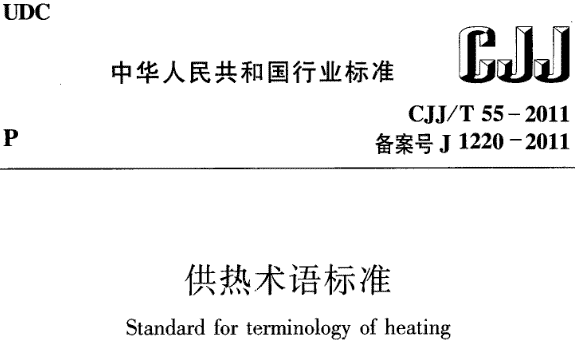 UDC
中华人民共和国行业标准
CJJ
CJJ/T 55－2011
P
备案号 J 1220－2011
供热术语标准
Standard for terminology of heating